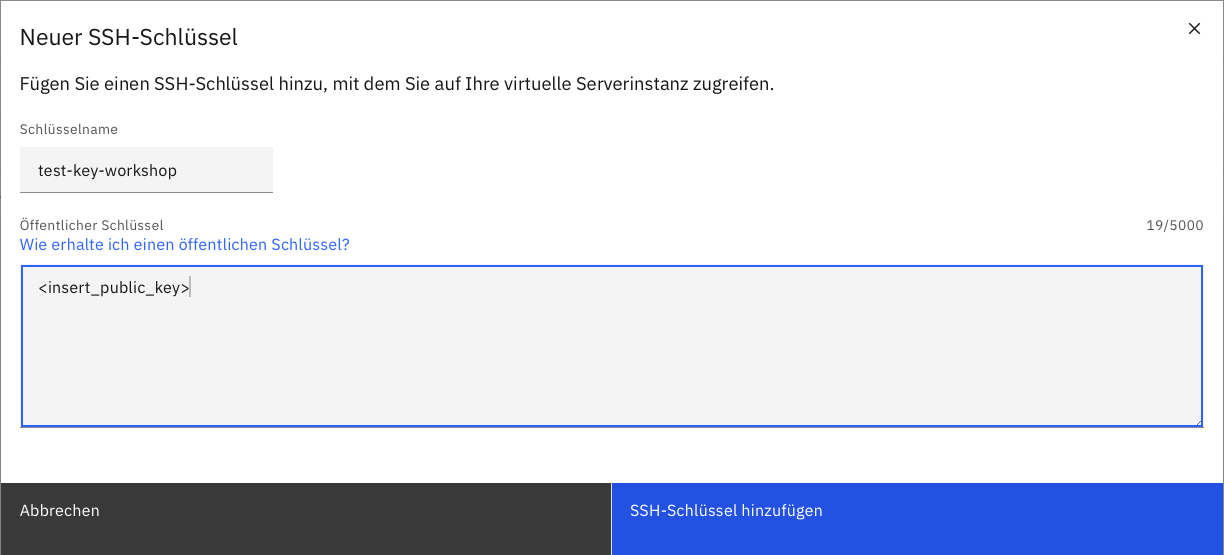 Neuer SSH-Schlüssel
Fügen Sie einen SSH-Schlüssel hinzu, mit dem Sie auf Ihre virtuelle Serverinstanz zugreifen.
Schlüsselname
test-key-workshop
Öffentlicher Schlüssel 19/5000
Wie erhalte ich einen öffentlichen Schlüssel?
<insert_public_key>
Abbrechen SSH-Schlüssel hinzufügen